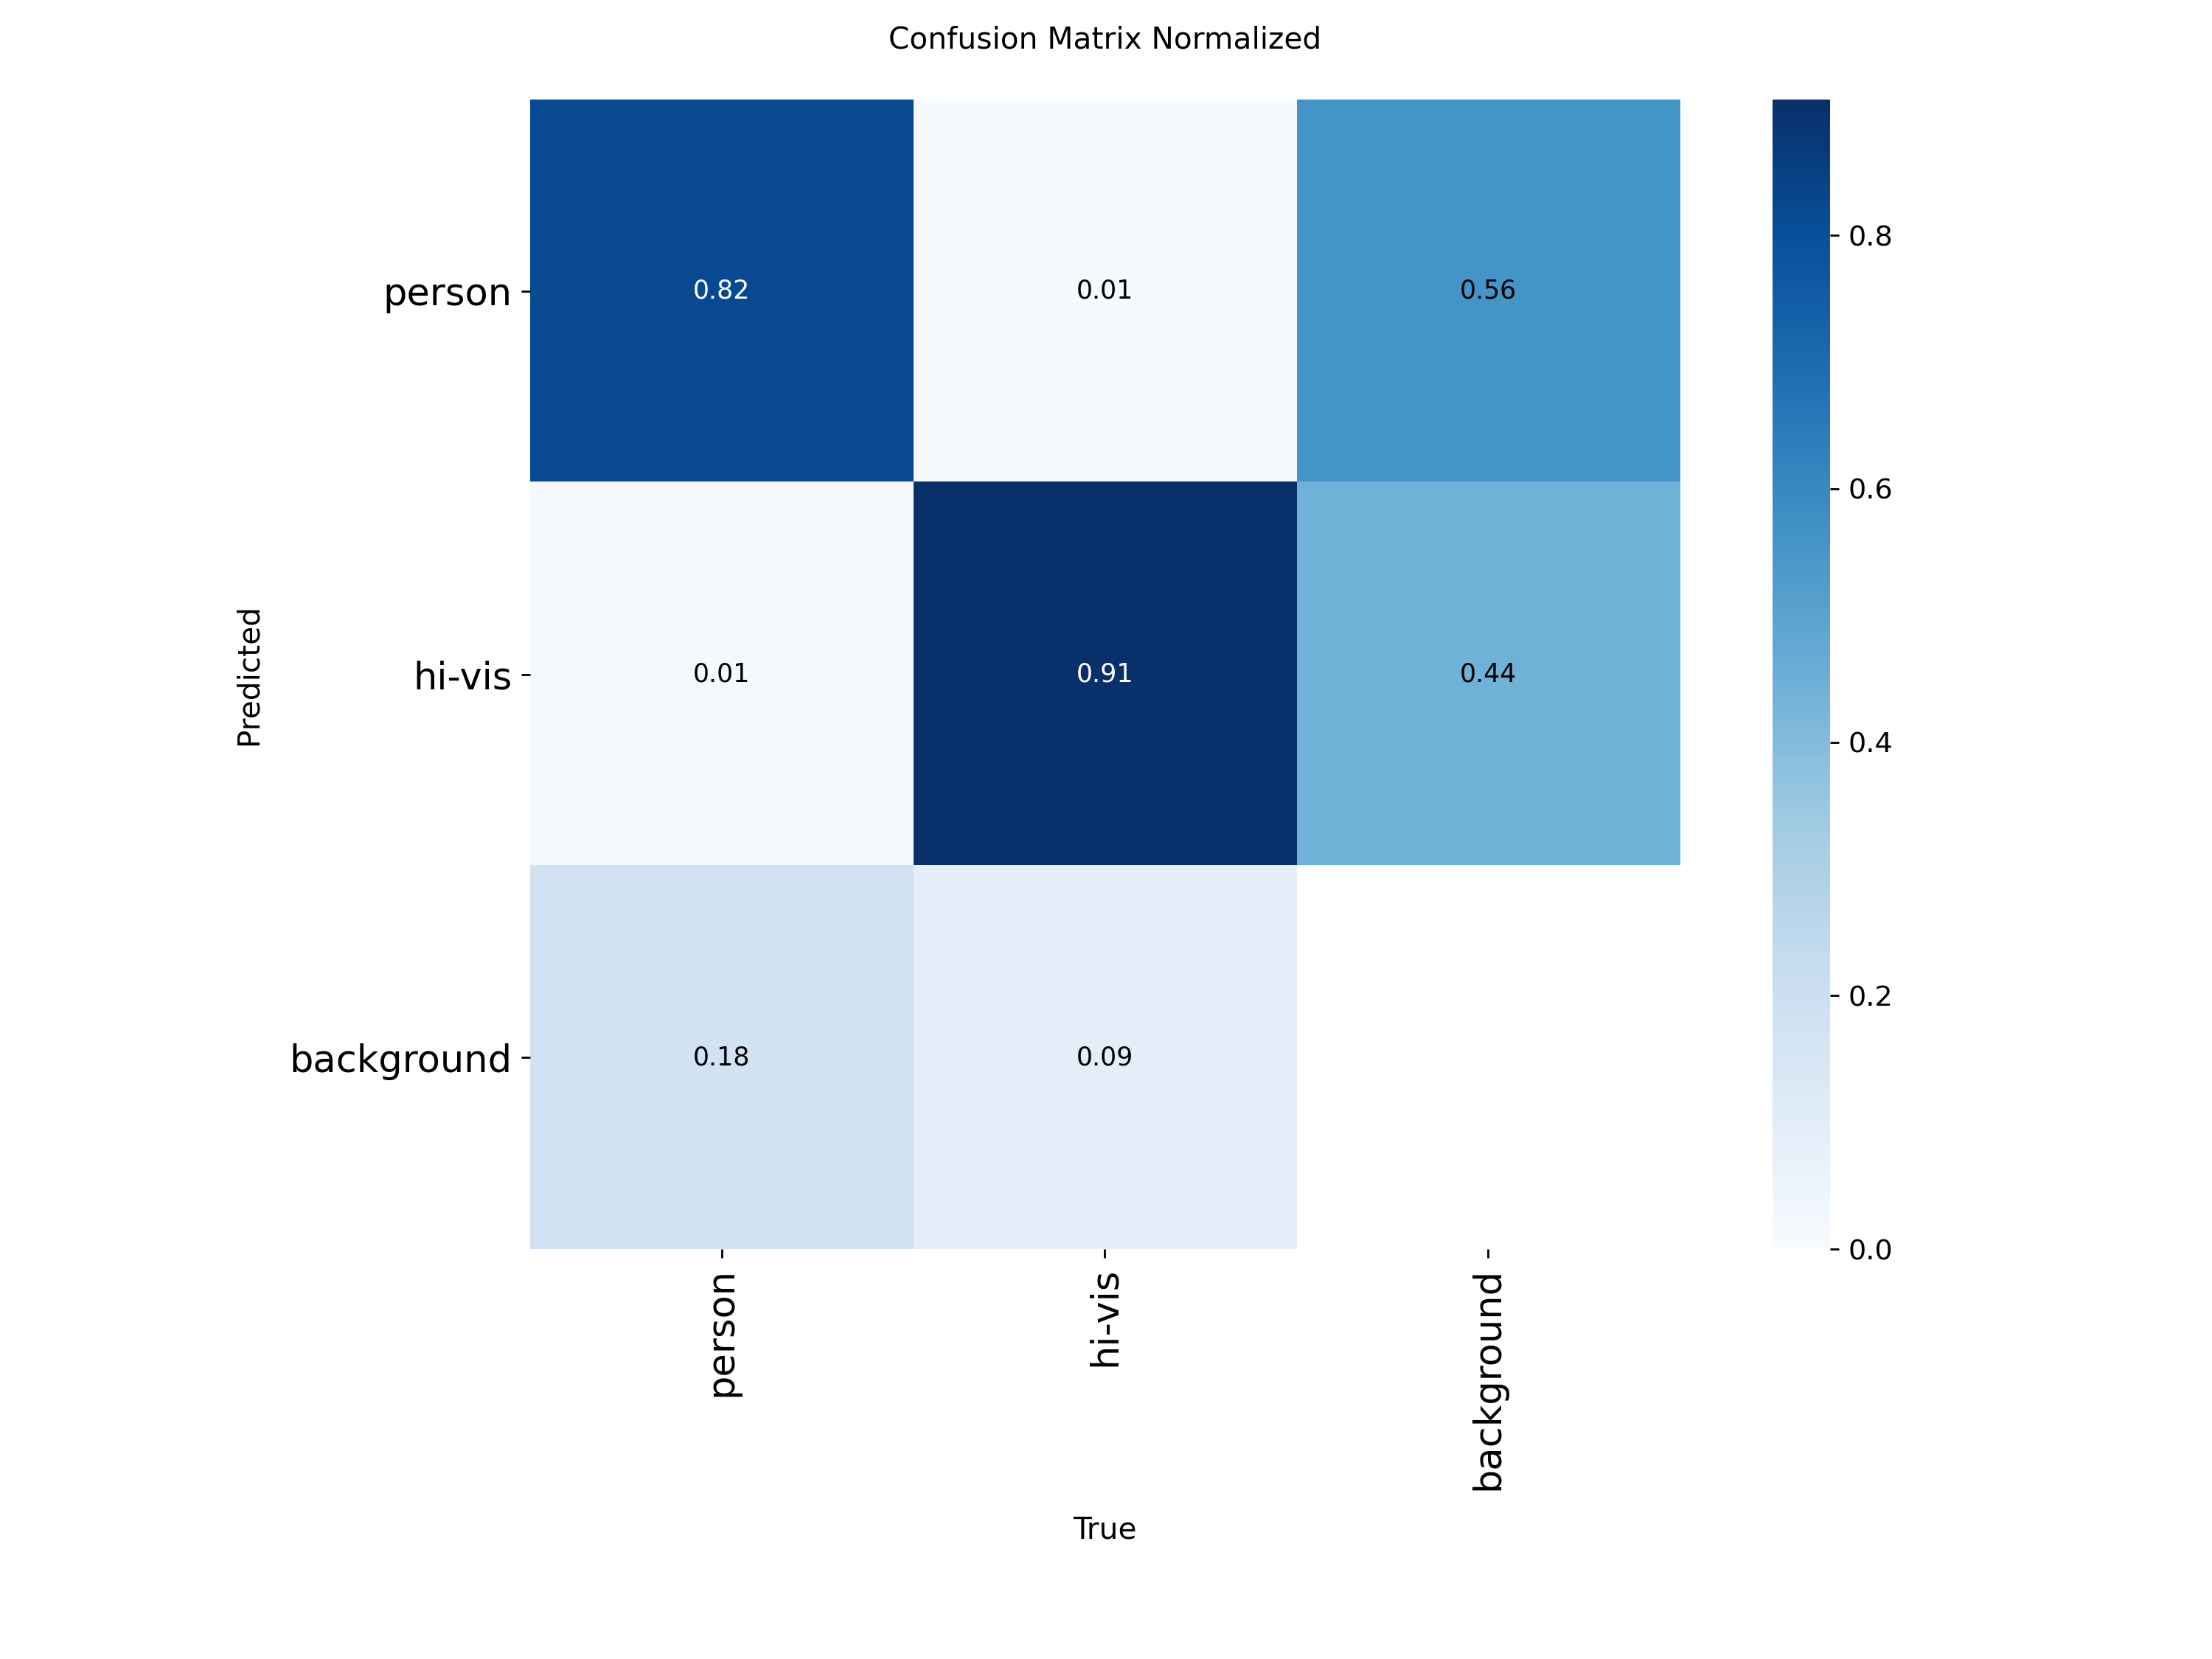 Confusion Matrix Normalized
person
0.82
0.01
0.56
hi-vis
0.01
0.91
0.44
background
0.18
0.09
Predicted
person
hi-vis
background
True
0.8
0.6
0.4
0.2
0.0